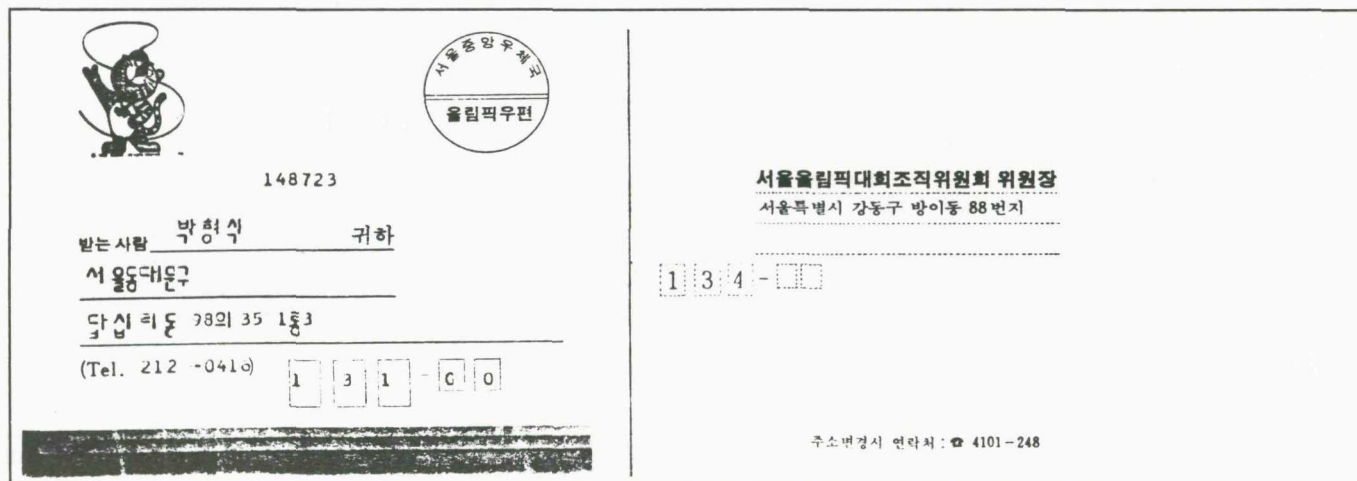 서울중앙우체국
올림픽우편
148723
받는 사람 박형식 귀하
서울동대문구
답십리동 98의 35 1통3
(Tel. 212-0416)
131-00
서울올림픽대회조직위원회 위원장
서울특별시 강동구 방이동 88번지
134-
주소변경시 연락처 : ☎ 4101-248